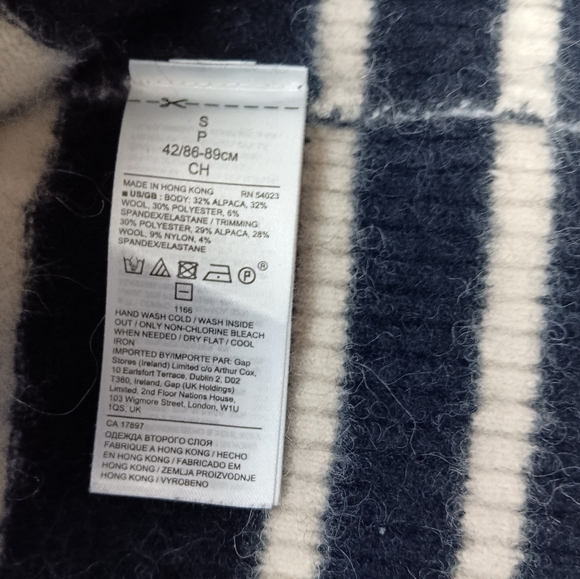 S
P
42/86-89CM
CH
MADE IN HONG KONG RN 54023
■ US/GB : BODY: 32% ALPACA, 32%
WOOL, 30% POLYESTER, 6%
SPANDEX/ELASTANE / TRIMMING:
30% POLYESTER, 29% ALPACA, 28%
WOOL, 9% NYLON, 4%
SPANDEX/ELASTANE
P ®
1166
HAND WASH COLD / WASH INSIDE
OUT / ONLY NON-CHLORINE BLEACH
WHEN NEEDED / DRY FLAT / COOL
IRON
IMPORTED BY/IMPORTE PAR: Gap
Stores (Ireland) Limited c/o Arthur Cox,
10 Earlsfort Terrace, Dublin 2, D02
T380, Ireland, Gap (UK Holdings)
Limited. 2nd Floor Nations House,
103 Wigmore Street, London, W1U
1QS, UK
CA 17897
ОДЕЖДА ВТОРОГО СЛОЯ
FABRIQUE A HONG KONG / HECHO
EN HONG KONG / FABRICADO EM
HONG KONG / ZEMLJA PROIZVODNJE
HONG KONG / VYROBENO